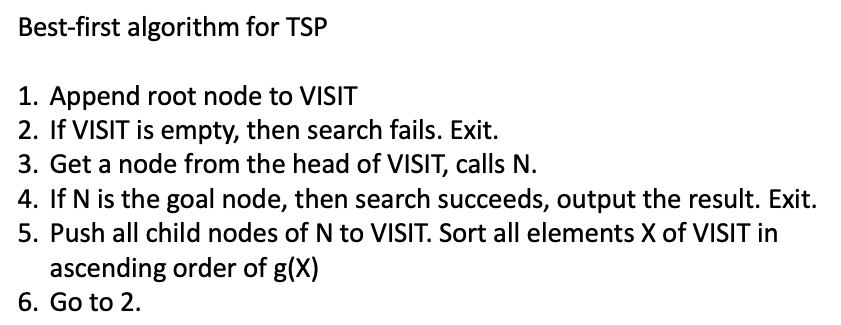 Best-first algorithm for TSP
1. Append root node to VISIT
2. If VISIT is empty, then search fails. Exit.
3. Get a node from the head of VISIT, calls N.
4. If N is the goal node, then search succeeds, output the result. Exit.
5. Push all child nodes of N to VISIT. Sort all elements X of VISIT in
ascending order of g(X)
6. Go to 2.